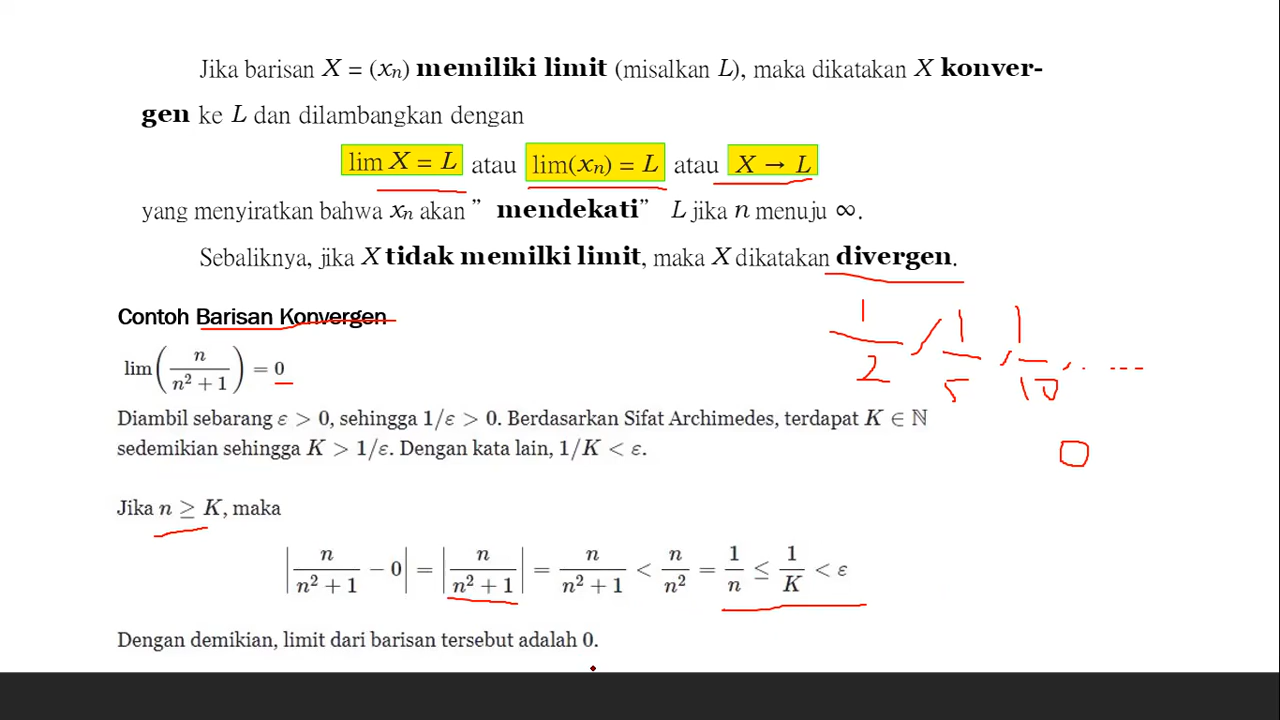 Jika barisan X = (xₙ) memiliki limit (misalkan L), maka dikatakan X konver-
gen ke L dan dilambangkan dengan
lim X = L atau lim(xₙ) = L atau X → L
yang menyiratkan bahwa xₙ akan ” mendekati” L jika n menuju ∞.
Sebaliknya, jika X tidak memilki limit, maka X dikatakan divergen.
Contoh Barisan Konvergen
1/2, 1/5, 1/10, . . ...
lim(n/(n² + 1)) = 0
Diambil sebarang ε > 0, sehingga 1/ε > 0. Berdasarkan Sifat Archimedes, terdapat K ∈ ℕ
sedemikian sehingga K > 1/ε. Dengan kata lain, 1/K < ε.
0
Jika n ≥ K, maka
|n/(n² + 1) − 0| = |n/(n² + 1)| = n/(n² + 1) < n/n² = 1/n ≤ 1/K < ε
Dengan demikian, limit dari barisan tersebut adalah 0.